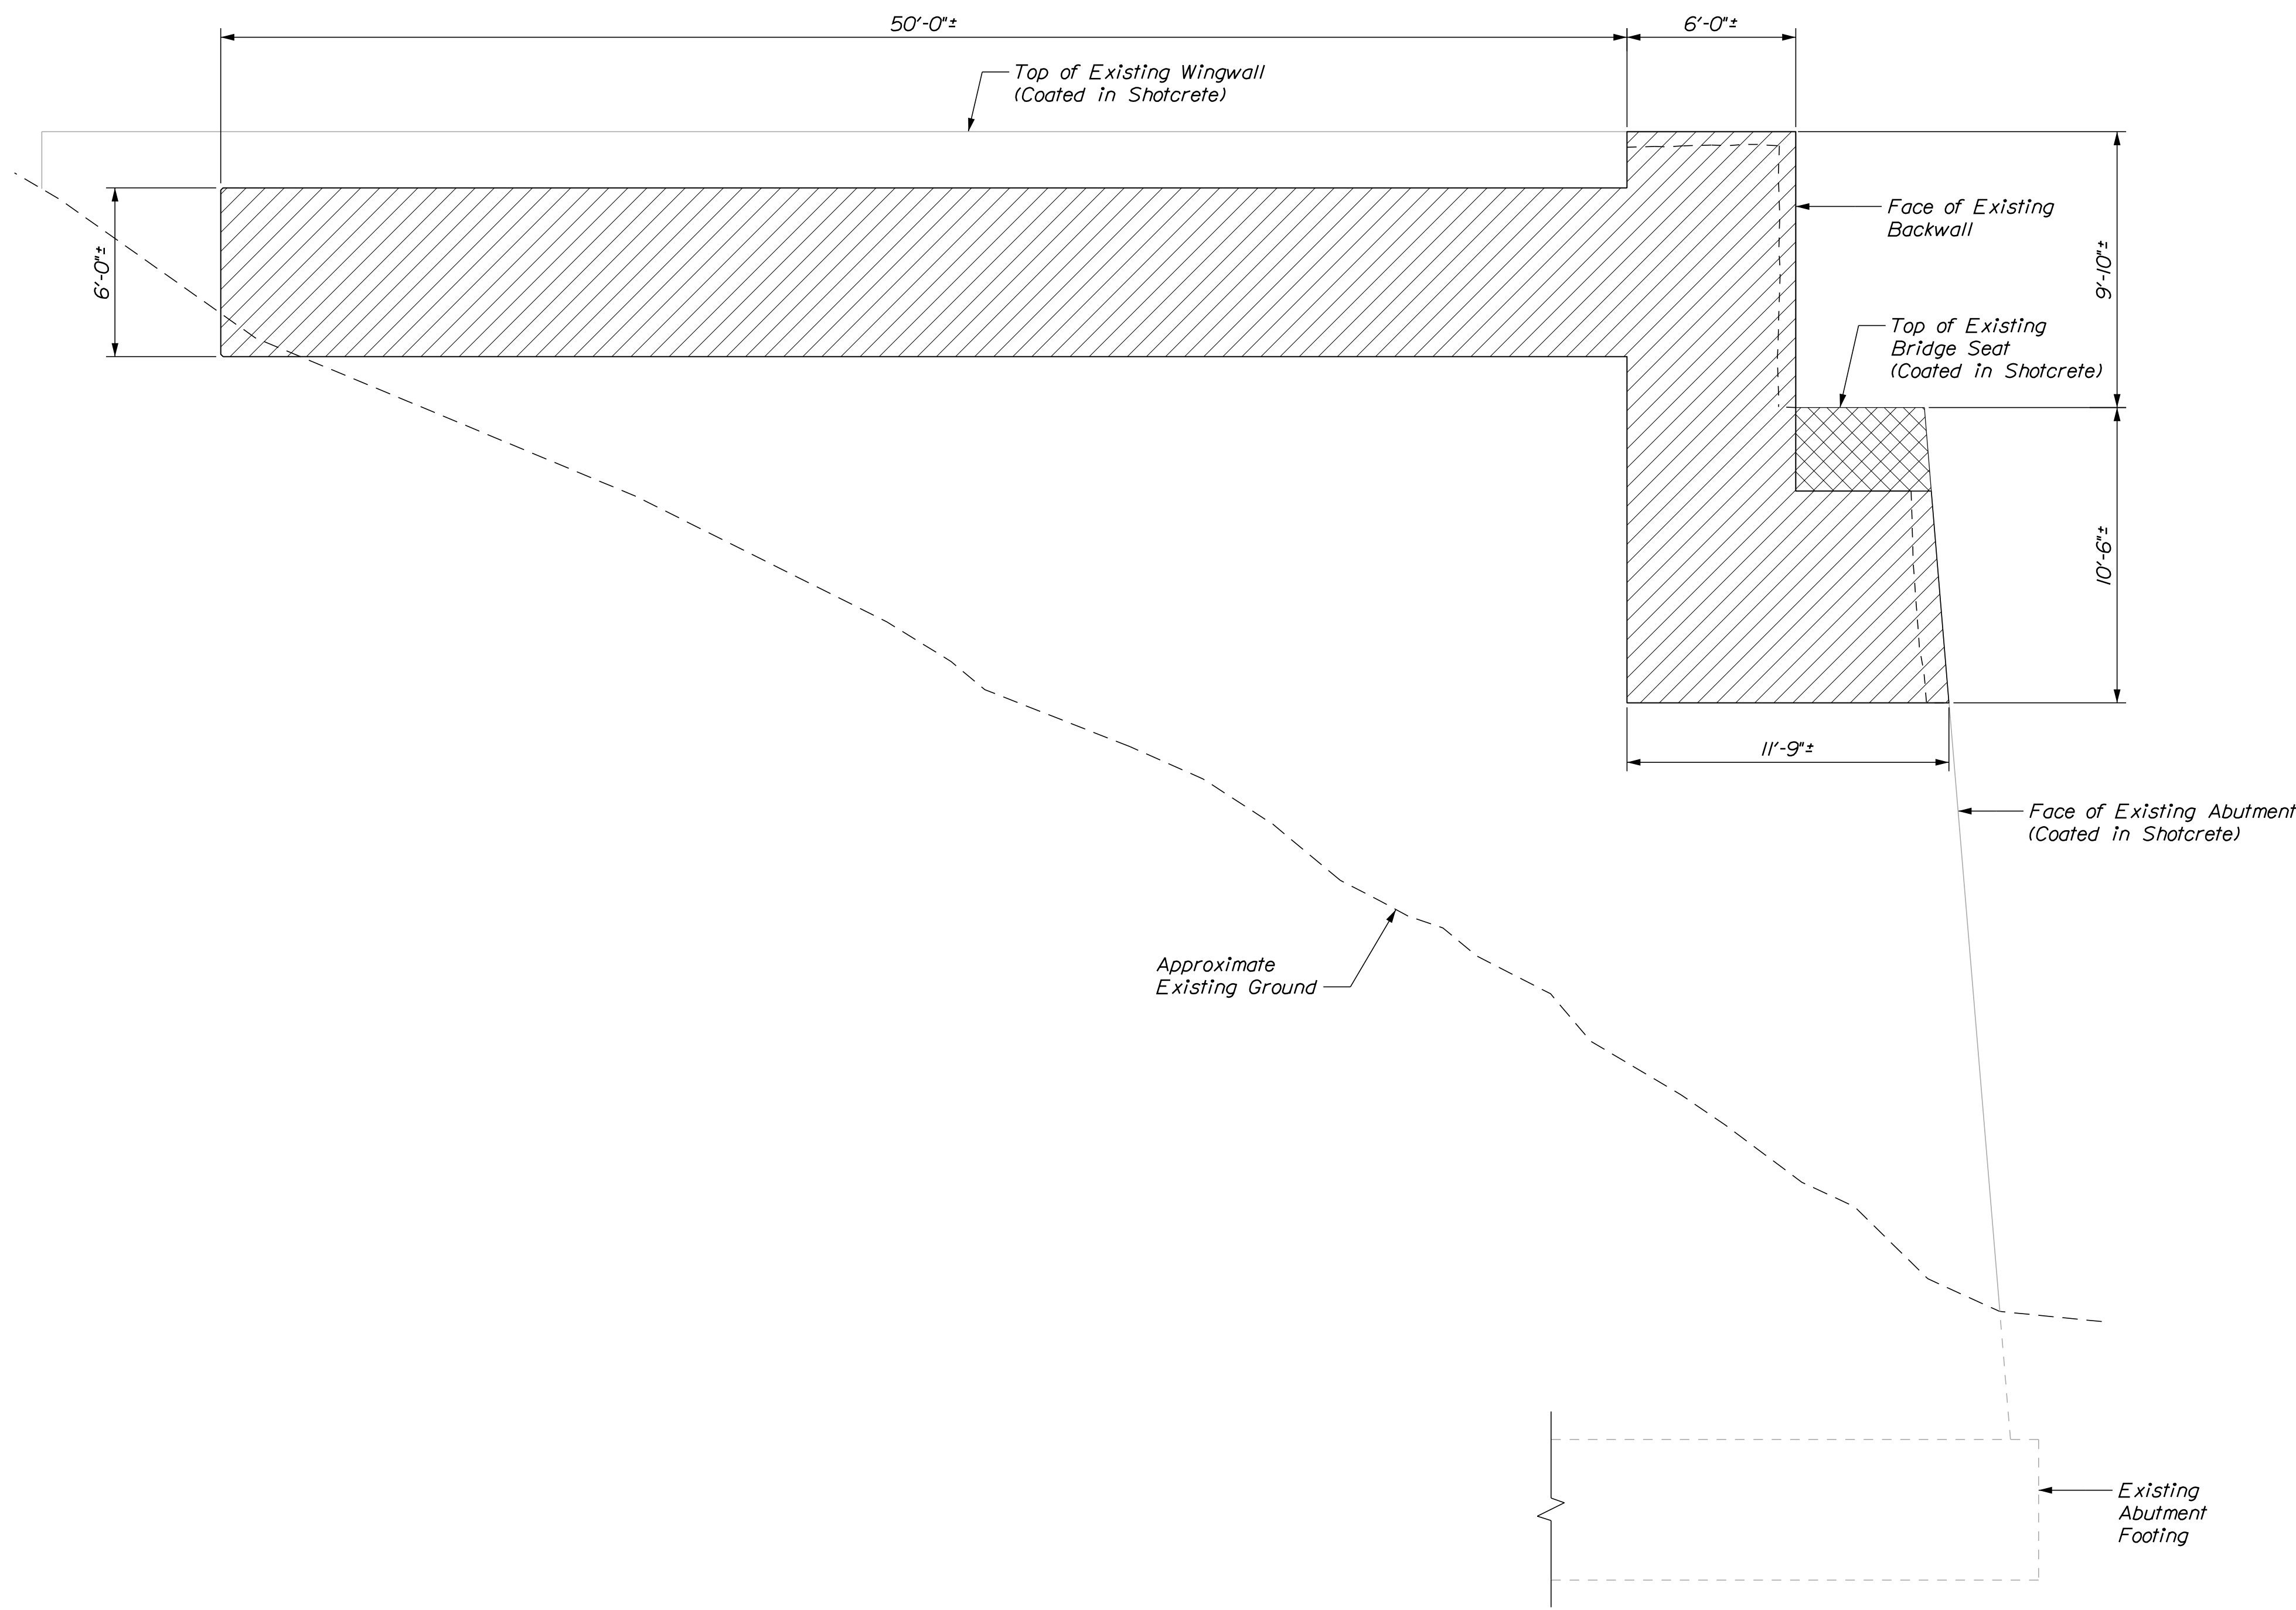 50'-0"±
6'-0"±
Top of Existing Wingwall
(Coated in Shotcrete)
6'-0"±
Face of Existing
Backwall
9'-10"±
Top of Existing
Bridge Seat
(Coated in Shotcrete)
10'-6"±
11'-9"±
Face of Existing Abutment
(Coated in Shotcrete)
Approximate
Existing Ground
Existing
Abutment
Footing